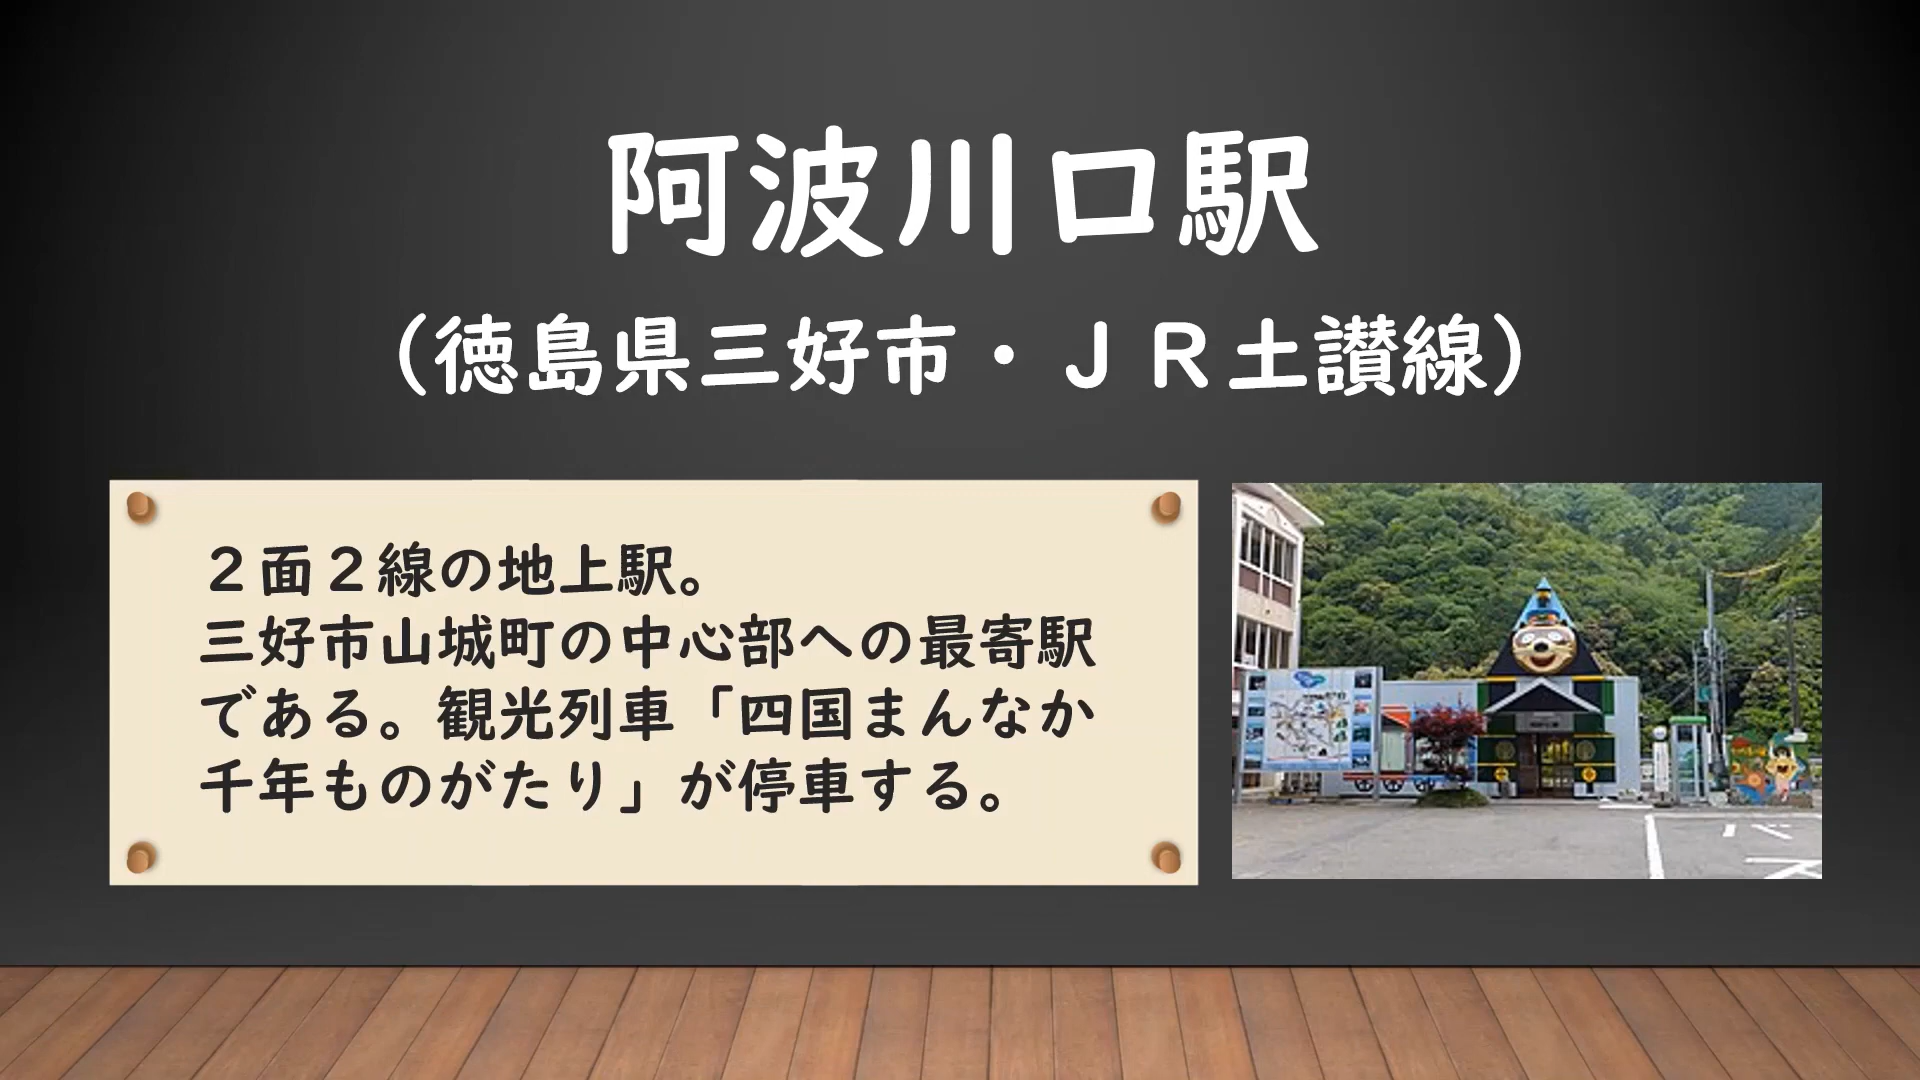 阿波川口駅
（徳島県三好市・ＪＲ土讃線）
２面２線の地上駅。
三好市山城町の中心部への最寄駅
である。観光列車「四国まんなか
千年ものがたり」が停車する。